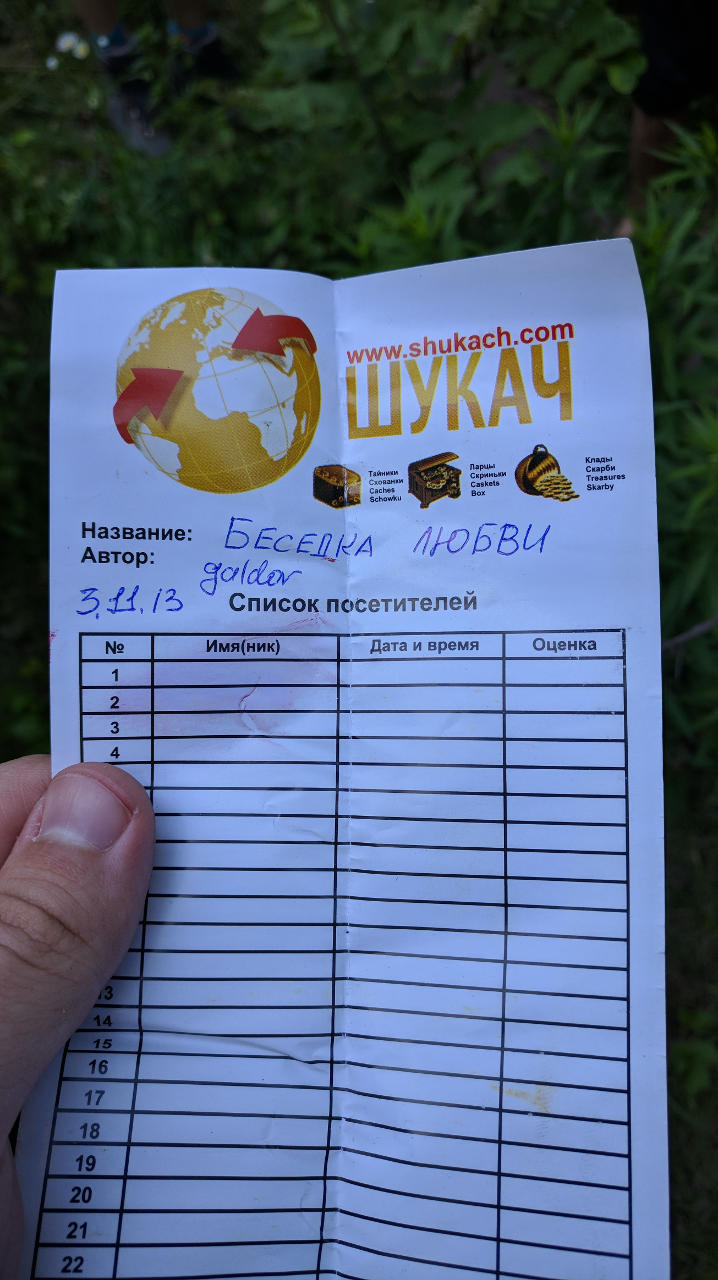 www.shukach.com
ШУКАЧ
Тайники
Схованки
Caches
Schowku
Ларцы
Скриньки
Caskets
Box
Клады
Скарби
Treasures
Skarby
Название: БЕСЕДКА ЛЮБВИ
Автор: galdor
3.11.13 Список посетителей
№ Имя(ник) Дата и время Оценка
1
2
3
4
13
14
15
16
17
18
19
20
21
22